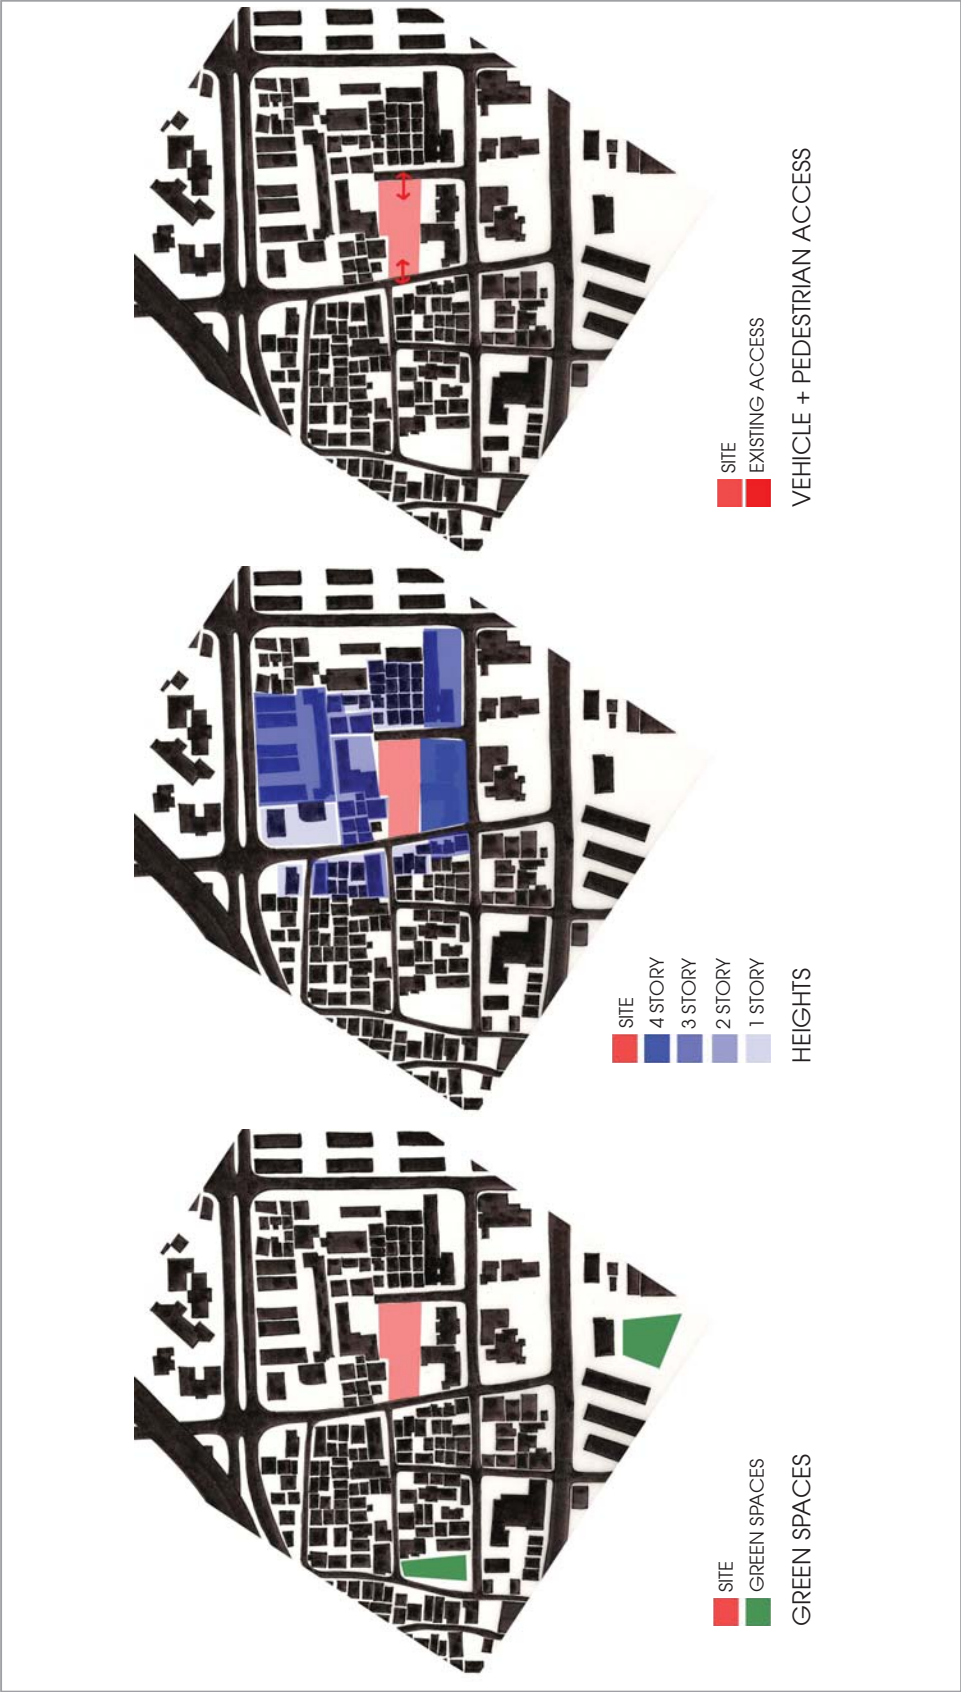 SITE
GREEN SPACES
GREEN SPACES
SITE
4 STORY
3 STORY
2 STORY
1 STORY
HEIGHTS
SITE
EXISTING ACCESS
VEHICLE + PEDESTRIAN ACCESS